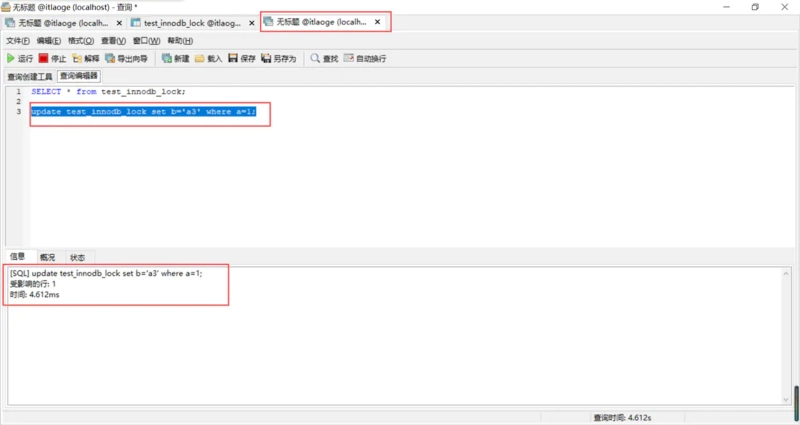 无标题 @itlaoge (localhost) - 查询 *
无标题 @itlaoge (localh...
test_innodb_lock @itlaog...
无标题 @itlaoge (localh...
文件(F) 编辑(E) 格式(O) 查看(V) 窗口(W) 帮助(H)
运行 停止 解释 导出向导 新建 载入 保存 另存为 查找 自动换行
查询创建工具 查询编辑器
1 SELECT * from test_innodb_lock;
2
3 update test_innodb_lock set b='a3' where a=1;
信息 概况 状态
[SQL] update test_innodb_lock set b='a3' where a=1;
受影响的行: 1
时间: 4.612ms
查询时间: 4.612s